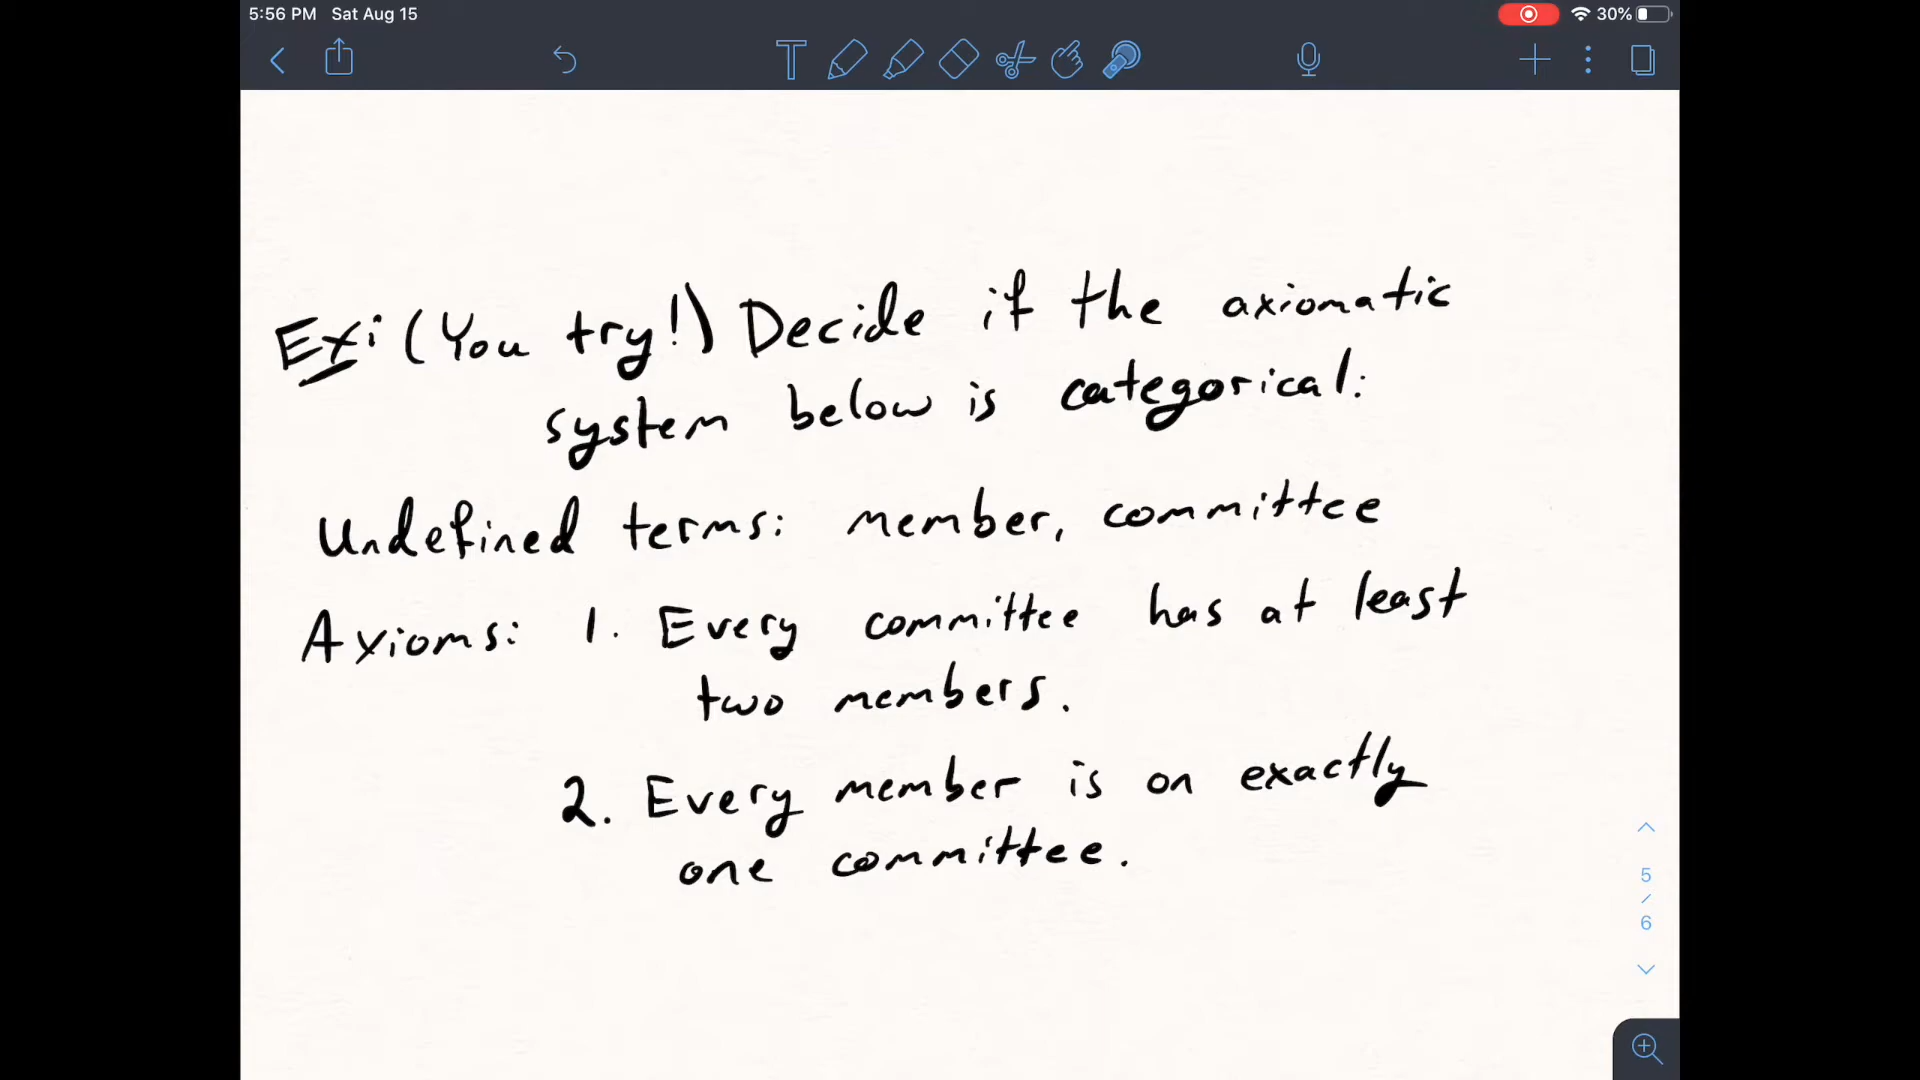 5:56 PM Sat Aug 15
30%
T
Ex: (You try!) Decide if the axiomatic
system below is categorical:
Undefined terms: member, committee
Axioms: 1. Every committee has at least
two members.
2. Every member is on exactly
one committee.
5
/
6